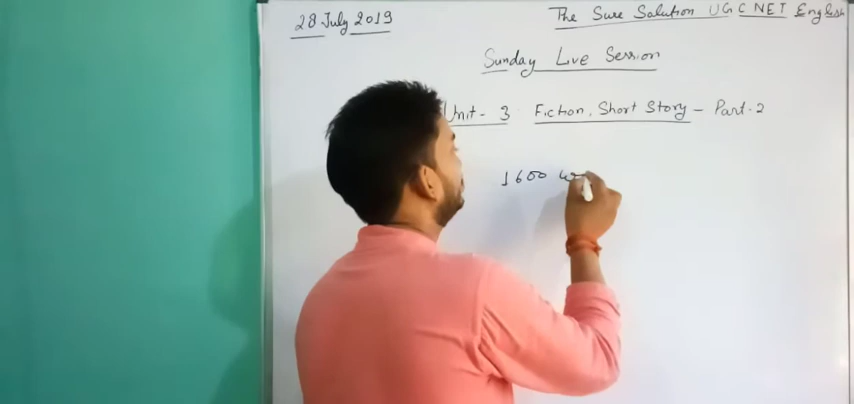 28 July 2019
The Sure Solution UGC NET English
Sunday Live Session
Unit - 3 Fiction, Short Story - Part-2
1600